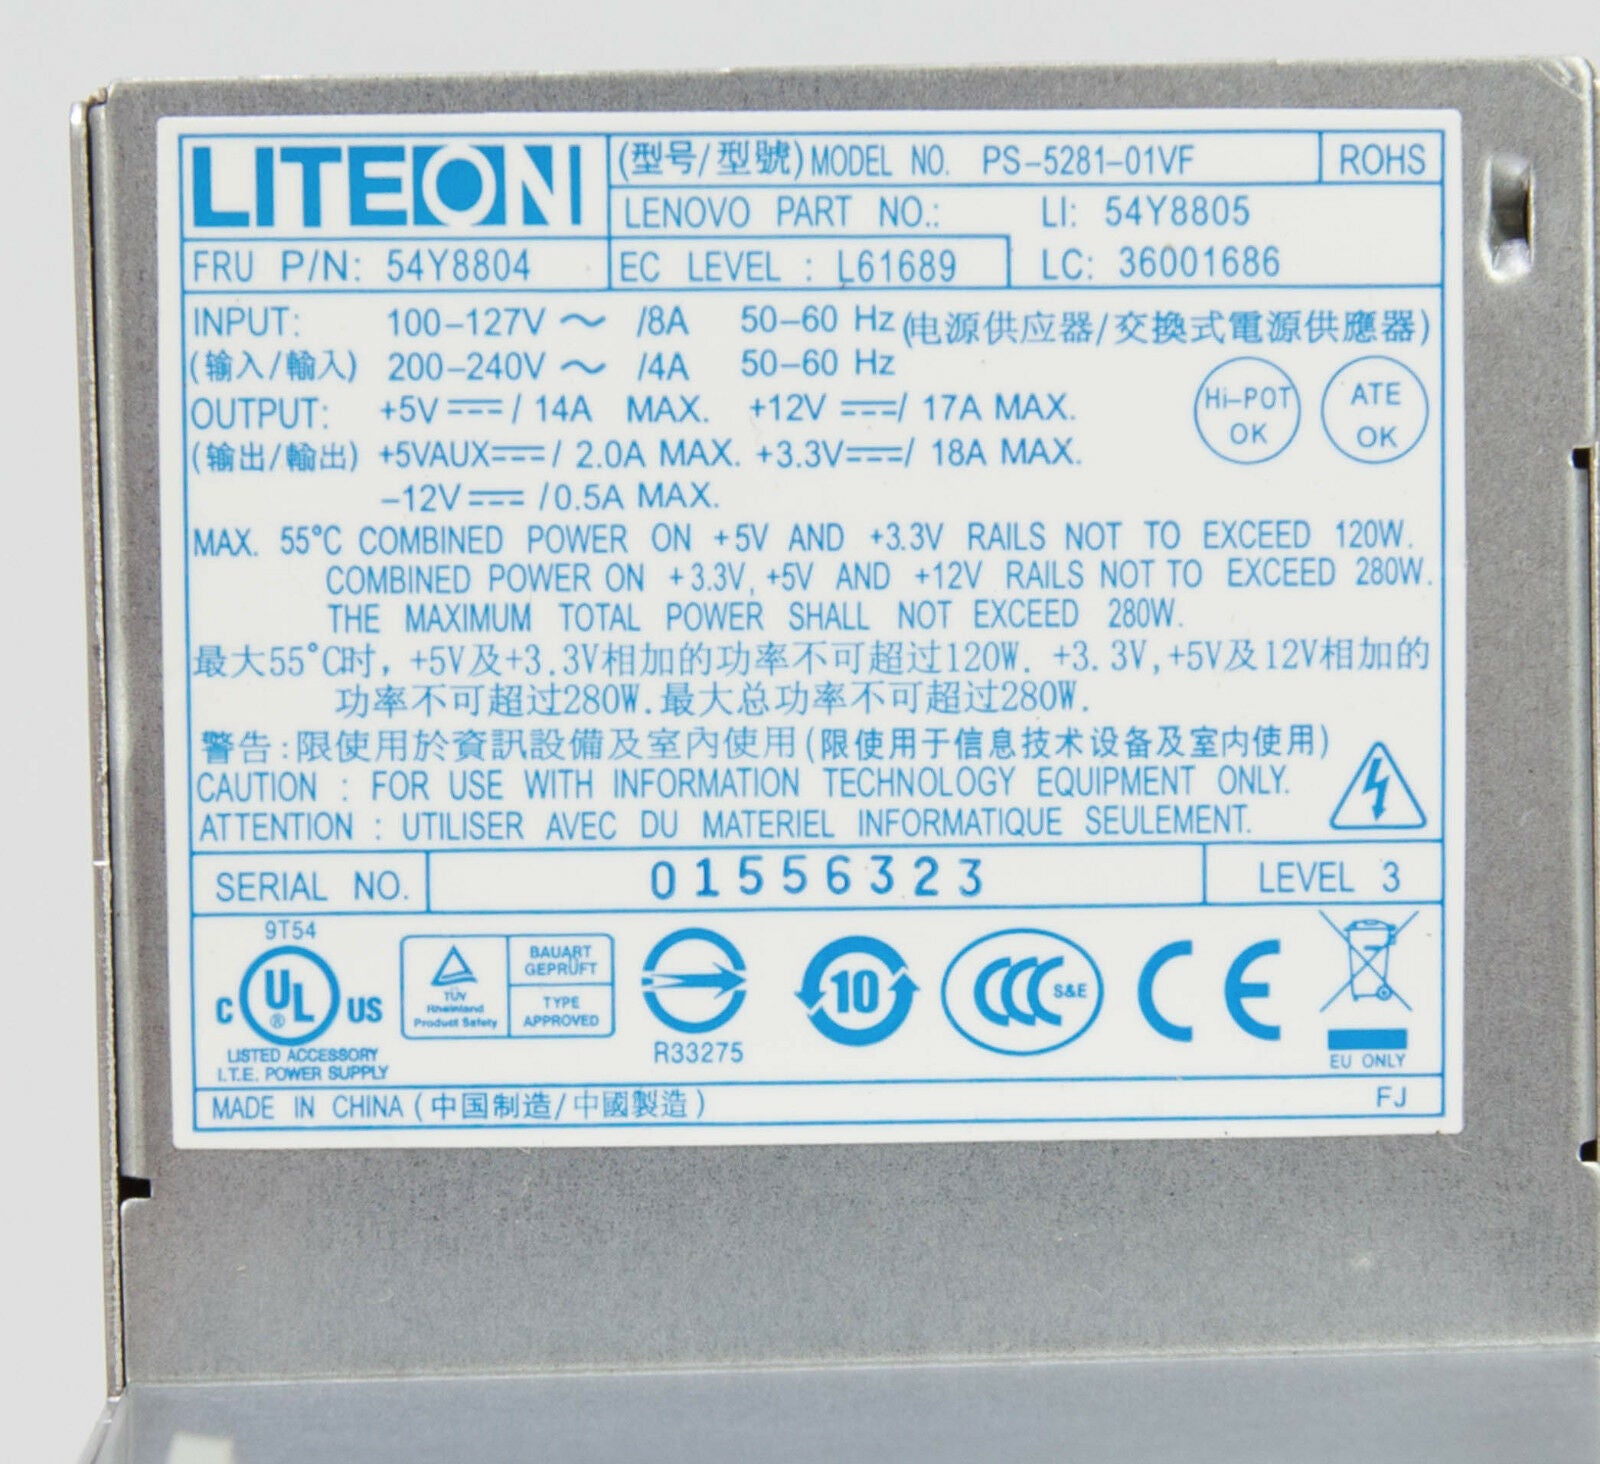 LITEON
(型号/型號) MODEL NO. PS-5281-01VF
ROHS
LENOVO PART NO.: LI: 54Y8805
FRU P/N: 54Y8804
EC LEVEL : L61689
LC: 36001686
INPUT: 100-127V ～ /8A 50-60 Hz (电源供应器/交換式電源供應器)
(输入/輸入) 200-240V ～ /4A 50-60 Hz
OUTPUT: +5V ⎓ / 14A MAX. +12V ⎓/ 17A MAX.
(输出/輸出) +5VAUX⎓/ 2.0A MAX. +3.3V⎓/ 18A MAX.
-12V ⎓ /0.5A MAX.
Hi-POT
OK
ATE
OK
MAX. 55°C COMBINED POWER ON +5V AND +3.3V RAILS NOT TO EXCEED 120W.
COMBINED POWER ON +3.3V, +5V AND +12V RAILS NOT TO EXCEED 280W.
THE MAXIMUM TOTAL POWER SHALL NOT EXCEED 280W.
最大55°C时, +5V及+3.3V相加的功率不可超过120W. +3.3V,+5V及12V相加的
功率不可超过280W.最大总功率不可超过280W.
警告:限使用於資訊設備及室內使用(限使用于信息技术设备及室内使用)
CAUTION : FOR USE WITH INFORMATION TECHNOLOGY EQUIPMENT ONLY.
ATTENTION : UTILISER AVEC DU MATERIEL INFORMATIQUE SEULEMENT.
SERIAL NO. 01556323 LEVEL 3
9T54
C UL ® US
LISTED ACCESSORY
I.T.E. POWER SUPPLY
TÜV
Rheinland
Product Safety
BAUART
GEPRÜFT
TYPE
APPROVED
R33275
10
CCC S&E
CE
EU ONLY
MADE IN CHINA (中国制造/中國製造)
FJ